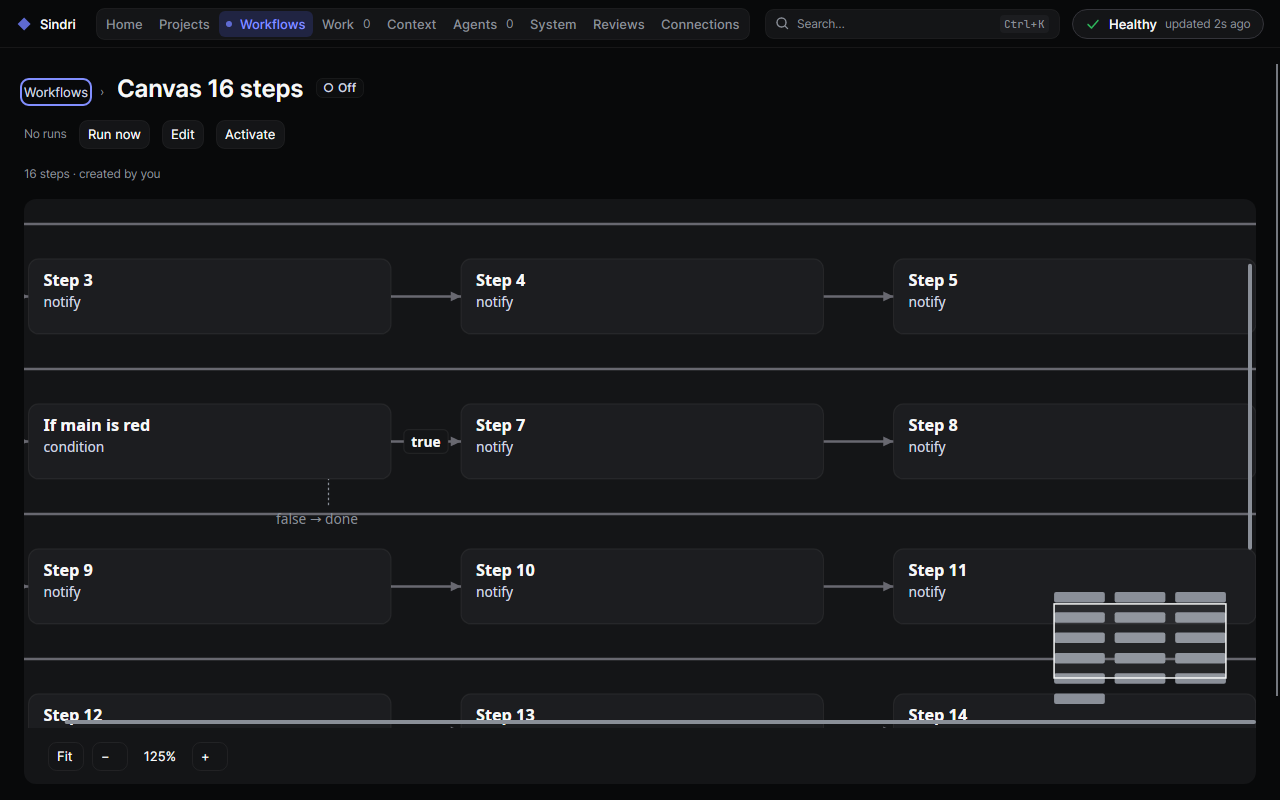 Sindri
Home Projects Workflows Work 0 Context Agents 0 System Reviews Connections
Search... Ctrl+K
Healthy updated 2s ago
Workflows › Canvas 16 steps Off
No runs Run now Edit Activate
16 steps · created by you
Step 3
notify
Step 4
notify
Step 5
notify
If main is red
condition
true
Step 7
notify
Step 8
notify
false → done
Step 9
notify
Step 10
notify
Step 11
notify
Step 12
Step 13
Step 14
Fit − 125% +